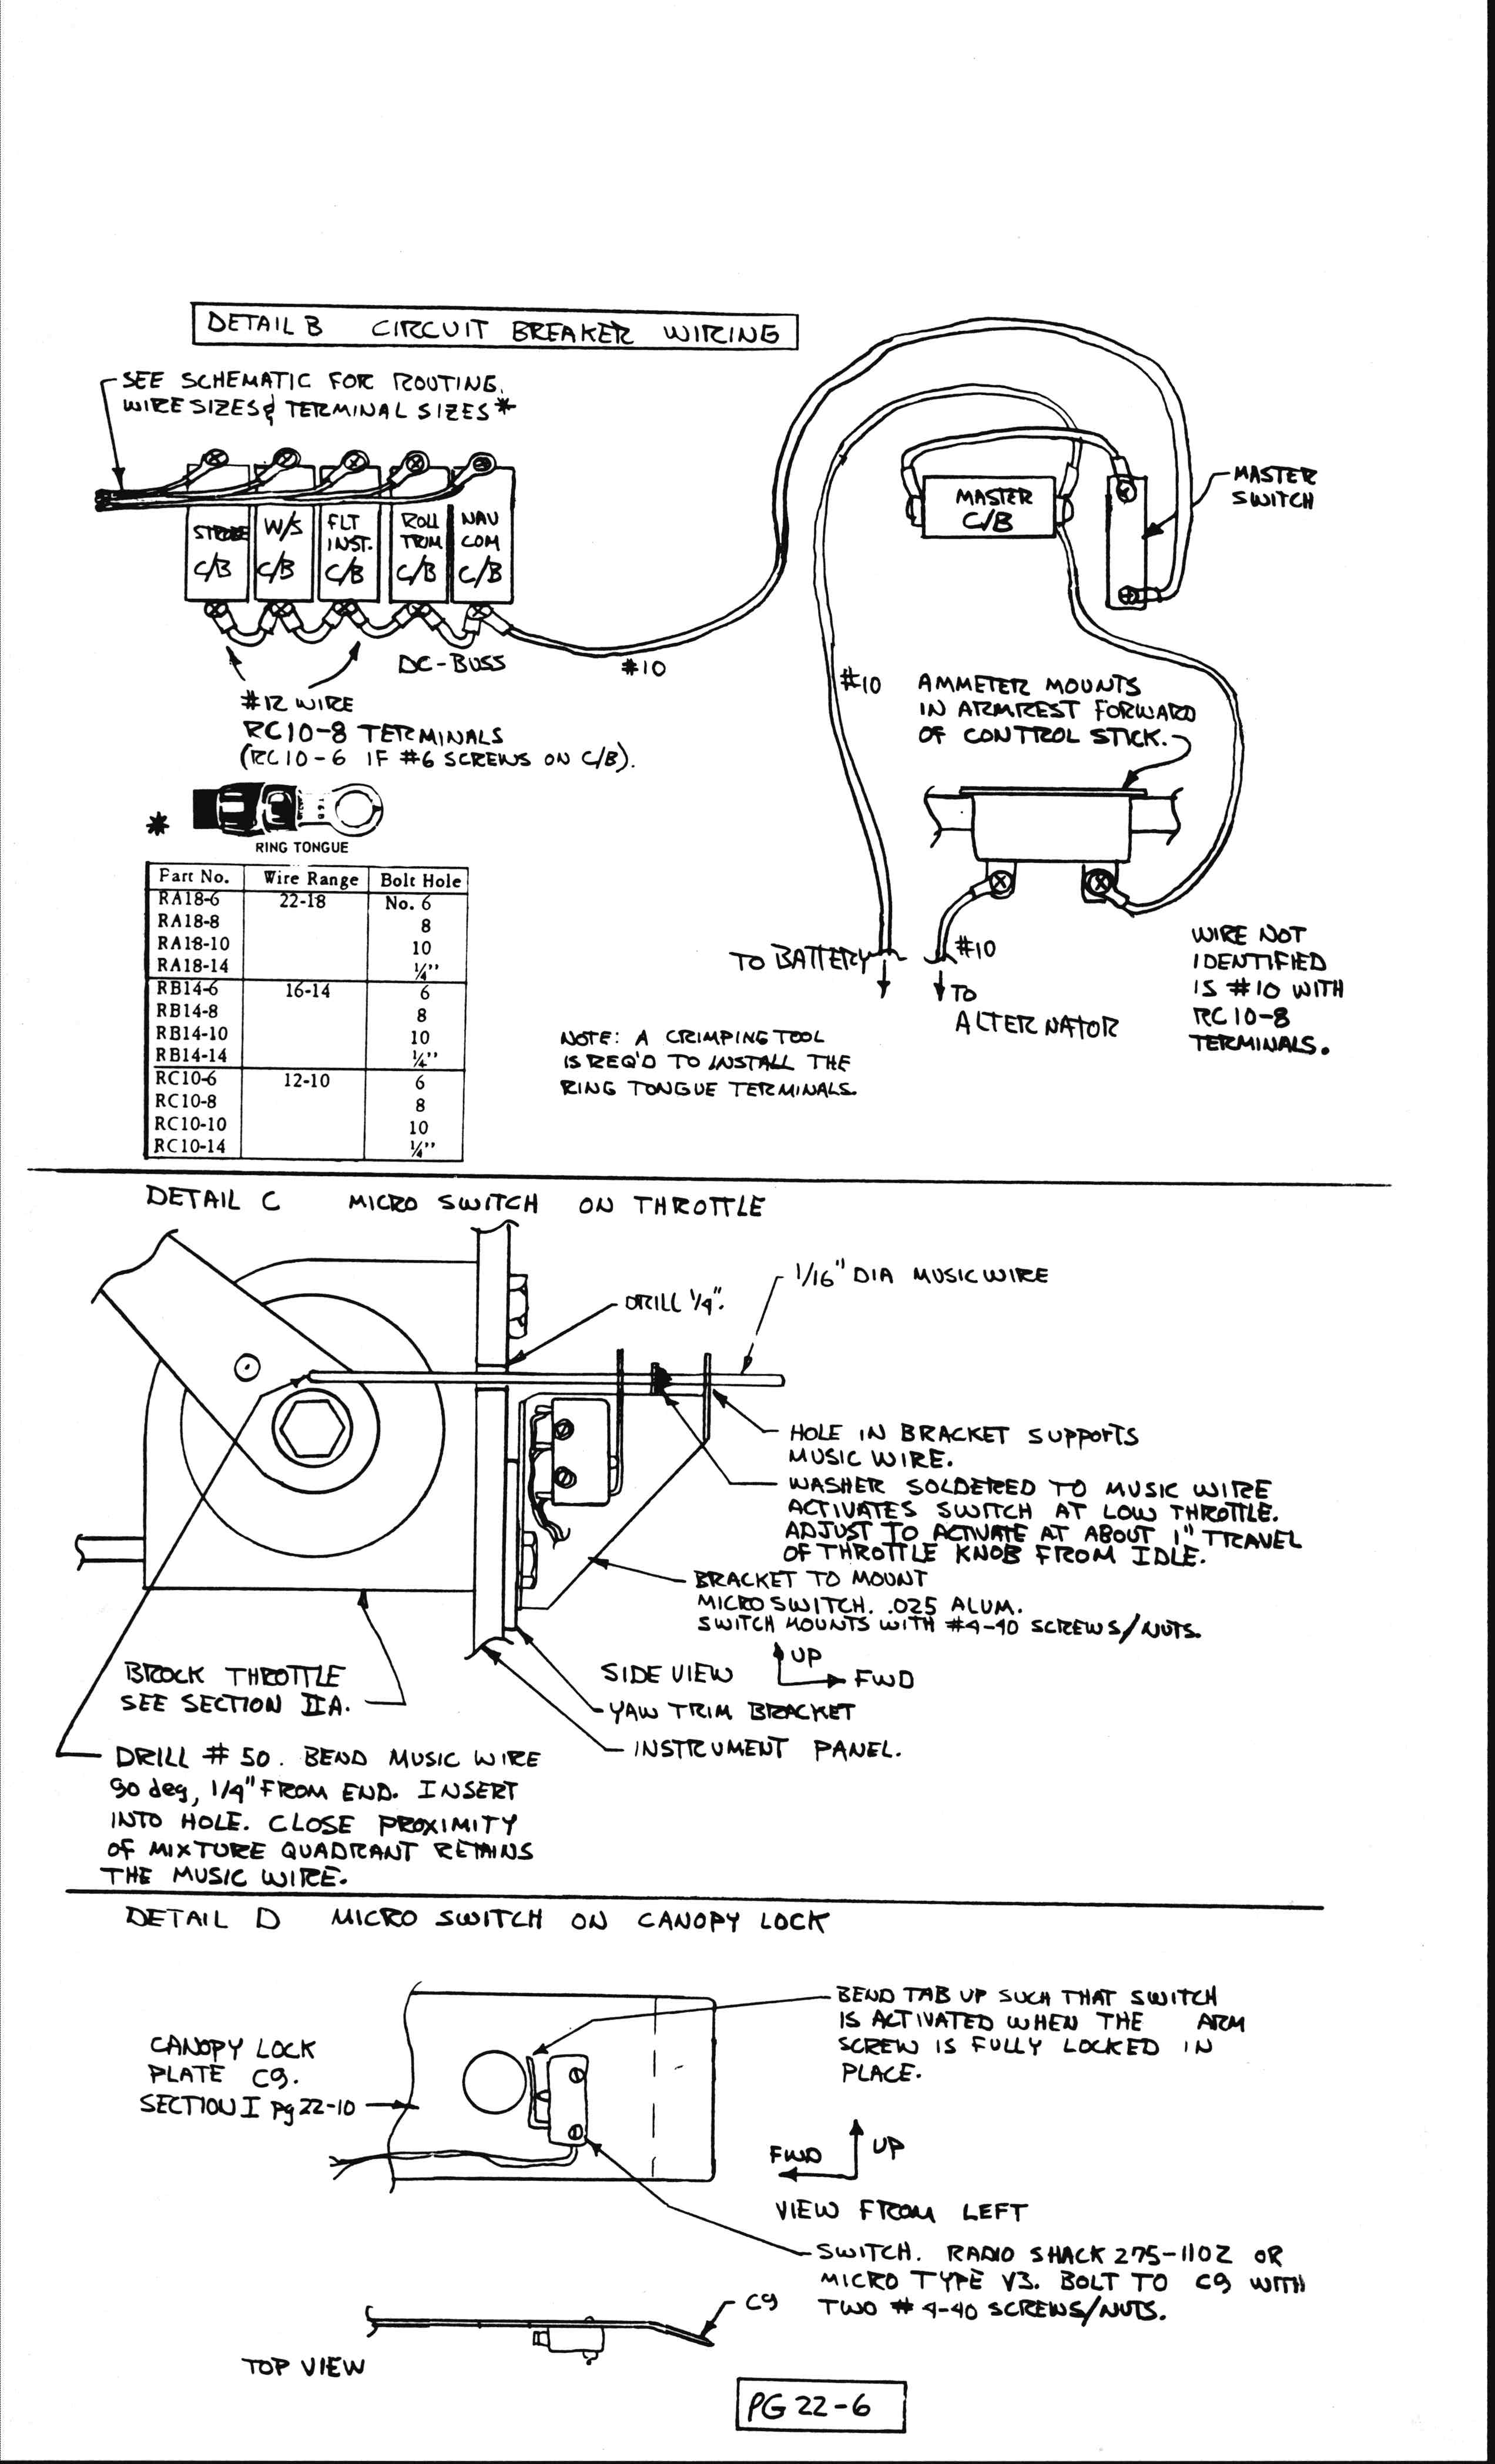 DETAIL B CIRCUIT BREAKER WIRING
SEE SCHEMATIC FOR ROUTING,
WIRE SIZES & TERMINAL SIZES *
STROBE
C/B
W/S
C/B
FLT
INST.
C/B
ROLL
TRIM
C/B
NAV
COM
C/B
DC-BUSS
#10
#12 WIRE
RC10-8 TERMINALS
(RC10-6 IF #6 SCREWS ON C/B).
MASTER
C/B
MASTER
SWITCH
#10
AMMETER MOUNTS
IN ARMREST FORWARD
OF CONTROL STICK.
TO BATTERY
#10
TO
ALTERNATOR
WIRE NOT
IDENTIFIED
IS #10 WITH
RC10-8
TERMINALS.
NOTE: A CRIMPING TOOL
IS REQ'D TO INSTALL THE
RING TONGUE TERMINALS.
*
RING TONGUE
Part No. Wire Range Bolt Hole
RA18-6 22-18 No. 6
RA18-8 8
RA18-10 10
RA18-14 1/4"
RB14-6 16-14 6
RB14-8 8
RB14-10 10
RB14-14 1/4"
RC10-6 12-10 6
RC10-8 8
RC10-10 10
RC10-14 1/4"
DETAIL C MICRO SWITCH ON THROTTLE
DRILL 1/4".
1/16" DIA MUSIC WIRE
HOLE IN BRACKET SUPPORTS
MUSIC WIRE.
WASHER SOLDERED TO MUSIC WIRE
ACTIVATES SWITCH AT LOW THROTTLE.
ADJUST TO ACTIVATE AT ABOUT 1" TRAVEL
OF THROTTLE KNOB FROM IDLE.
BRACKET TO MOUNT
MICRO SWITCH. .025 ALUM.
SWITCH MOUNTS WITH #4-40 SCREWS/NUTS.
SIDE VIEW
UP
FWD
YAW TRIM BRACKET
INSTRUMENT PANEL.
BROCK THROTTLE
SEE SECTION IIA.
DRILL #50. BEND MUSIC WIRE
90 deg, 1/4" FROM END. INSERT
INTO HOLE. CLOSE PROXIMITY
OF MIXTURE QUADRANT RETAINS
THE MUSIC WIRE.
DETAIL D MICRO SWITCH ON CANOPY LOCK
BEND TAB UP SUCH THAT SWITCH
IS ACTIVATED WHEN THE ARM
SCREW IS FULLY LOCKED IN
PLACE.
CANOPY LOCK
PLATE C9.
SECTION I pg 22-10
FWD
UP
VIEW FROM LEFT
SWITCH. RADIO SHACK 275-1102 OR
MICRO TYPE V3. BOLT TO C9 WITH
TWO #4-40 SCREWS/NUTS.
C9
TOP VIEW
PG 22-6